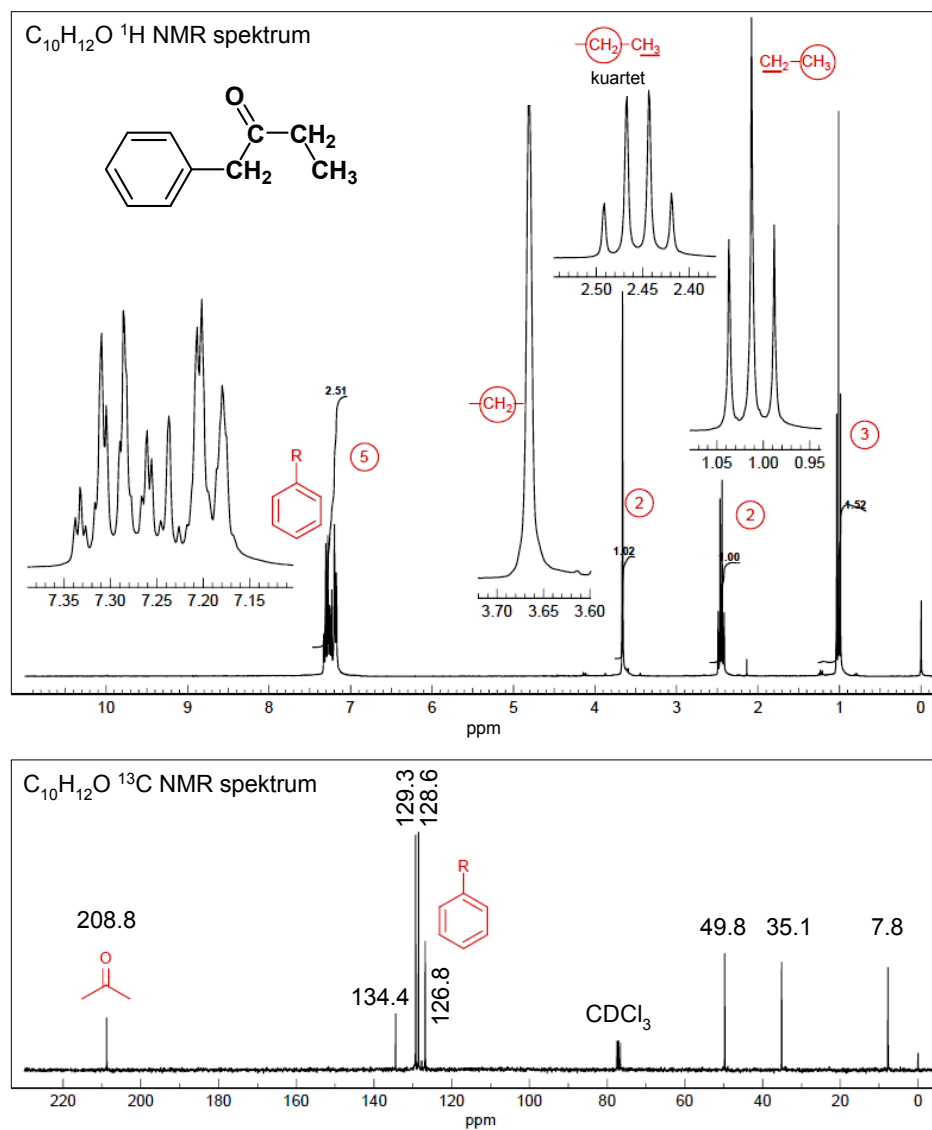 C₁₀H₁₂O ¹H NMR spektrum
O
C
CH₂
CH₂
CH₃
-CH₂-CH₃
kuartet
CH₂-CH₃
2.50 2.45 2.40
1.05 1.00 0.95
-CH₂-
3.70 3.65 3.60
7.35 7.30 7.25 7.20 7.15
R
2.51
5
2
1.02
2
1.00
3
1.52
10 9 8 7 6 5 4 3 2 1 0
ppm
C₁₀H₁₂O ¹³C NMR spektrum
208.8
O
134.4
129.3
128.6
126.8
R
CDCl₃
49.8
35.1
7.8
220 200 180 160 140 120 100 80 60 40 20 0
ppm